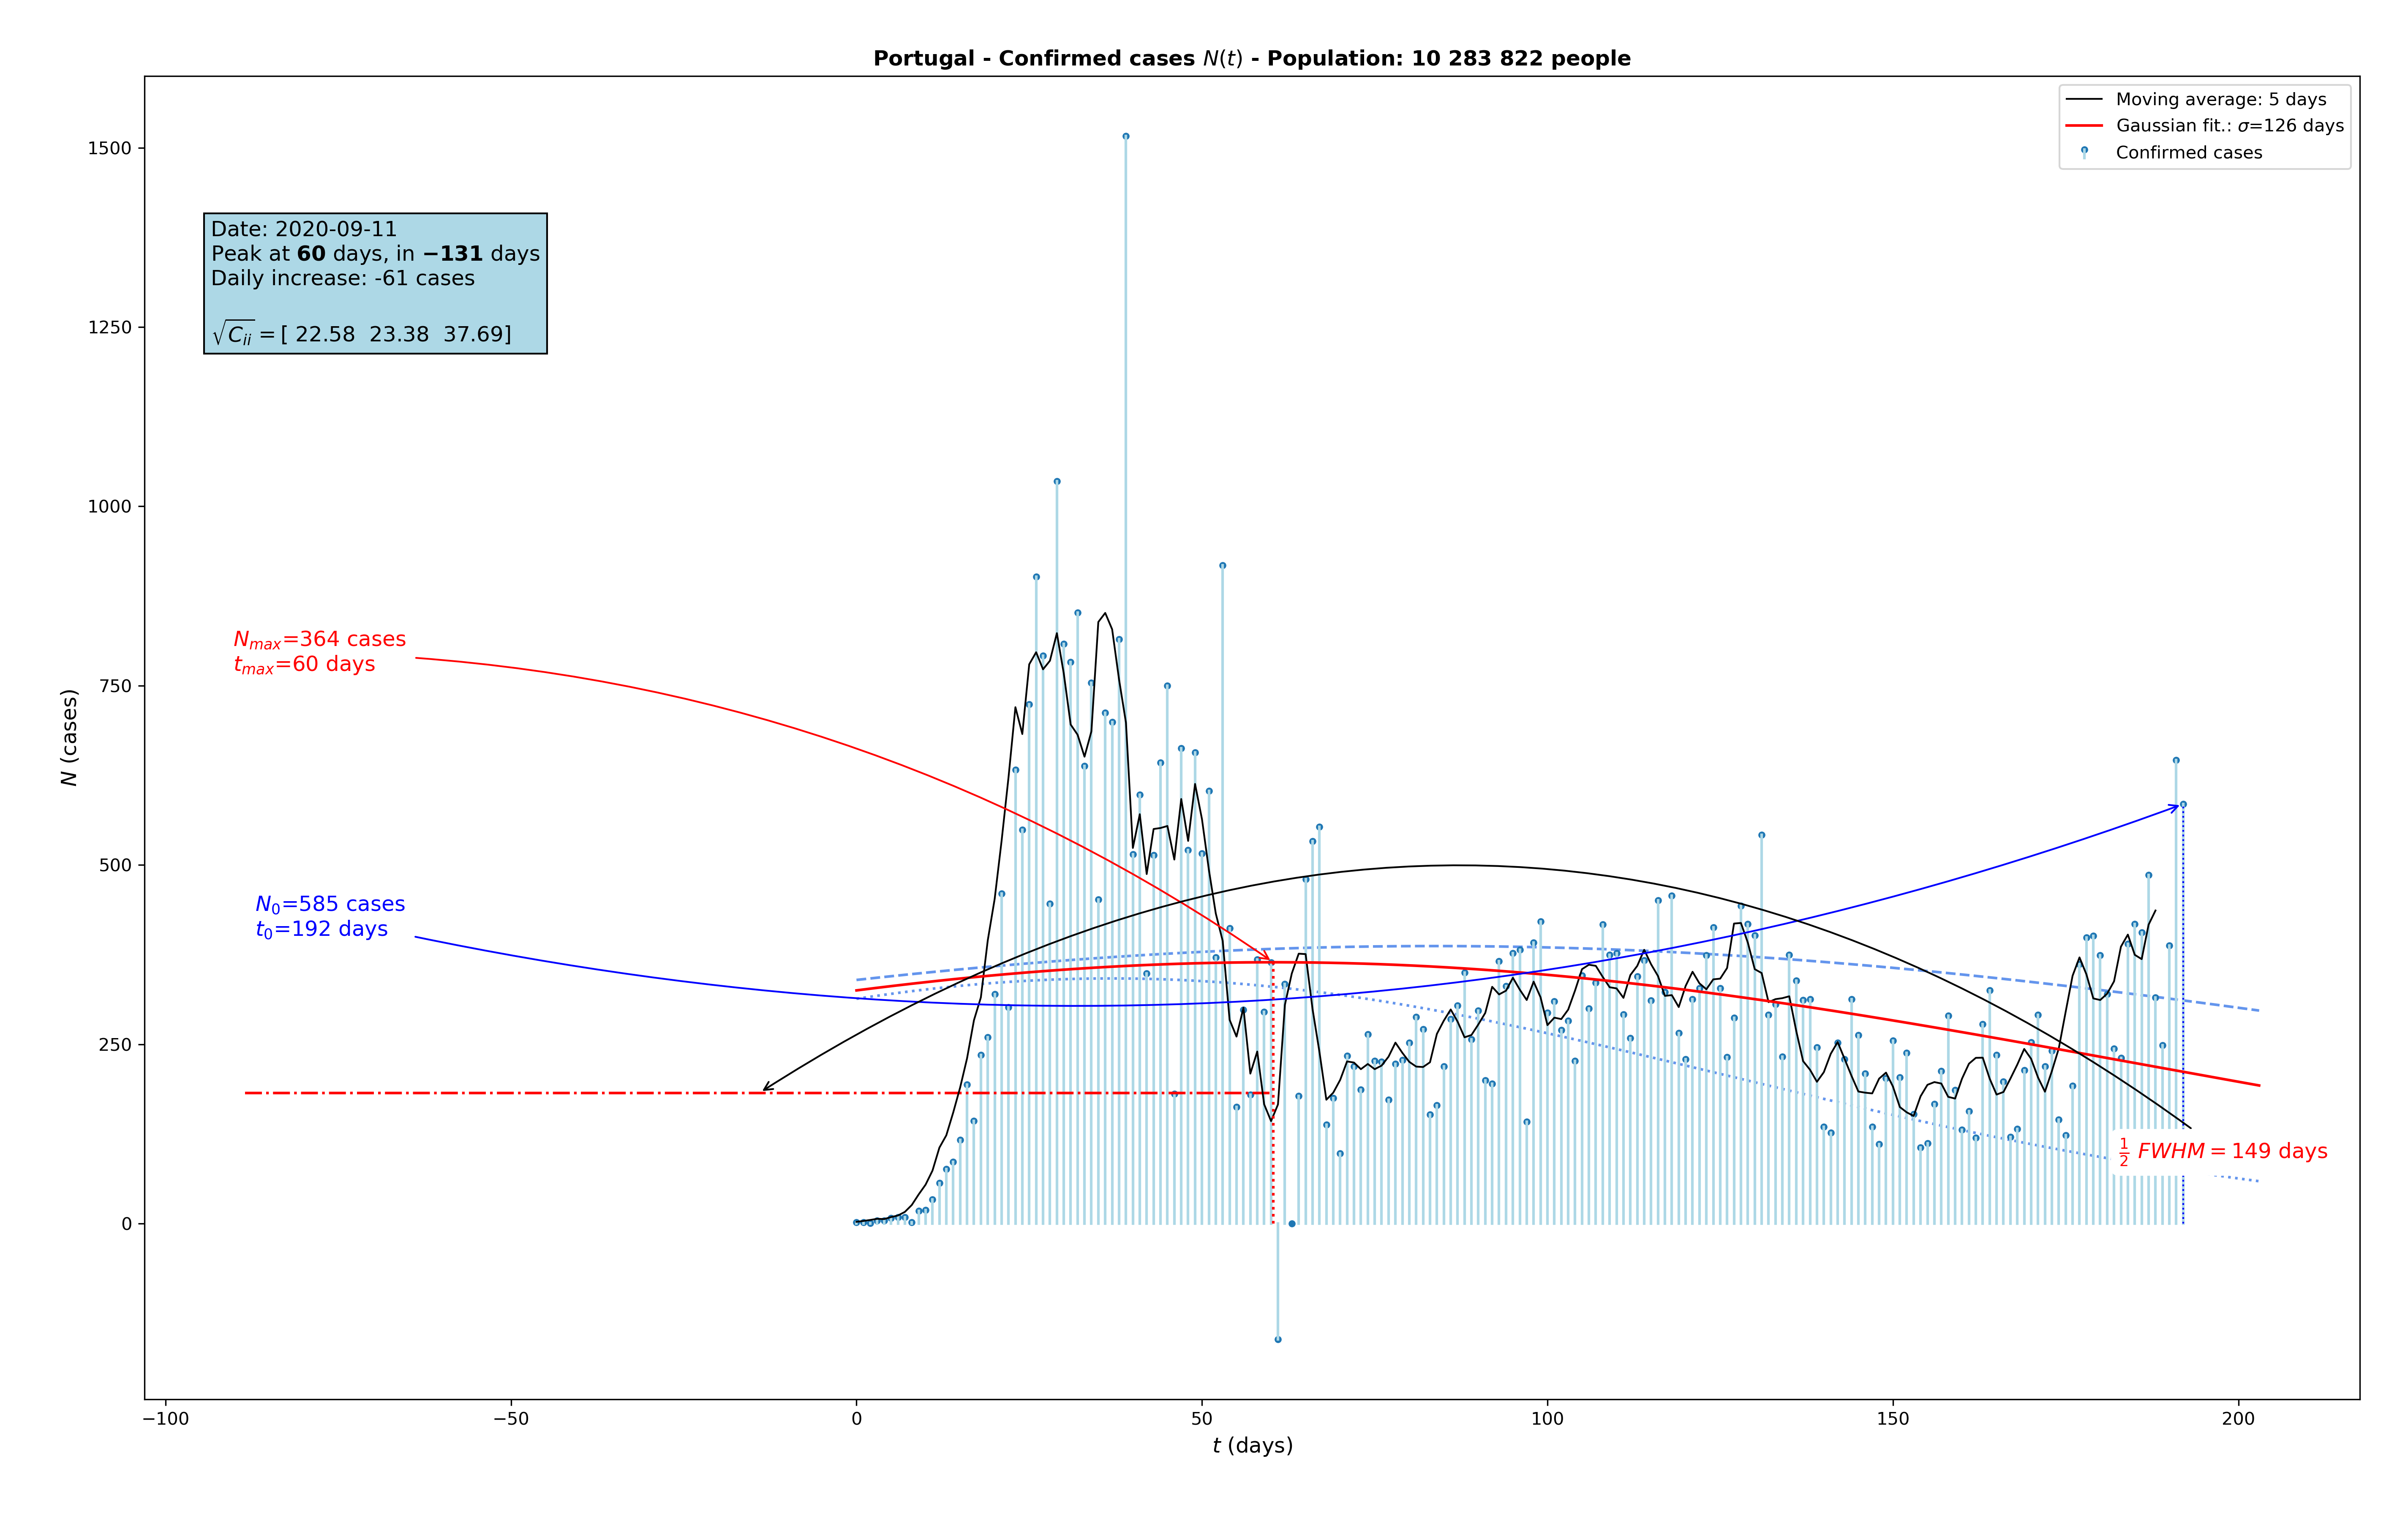 Portugal - Confirmed cases N(t) - Population: 10 283 822 people
Moving average: 5 days
Gaussian fit.: σ=126 days
Confirmed cases
Date: 2020-09-11
Peak at 60 days, in −131 days
Daily increase: -61 cases
√Cᵢᵢ = [ 22.58 23.38 37.69]
N_max=364 cases
t_max=60 days
N₀=585 cases
t₀=192 days
½ FWHM = 149 days
N (cases)
1500
1250
1000
750
500
250
0
−100 −50 0 50 100 150 200
t (days)